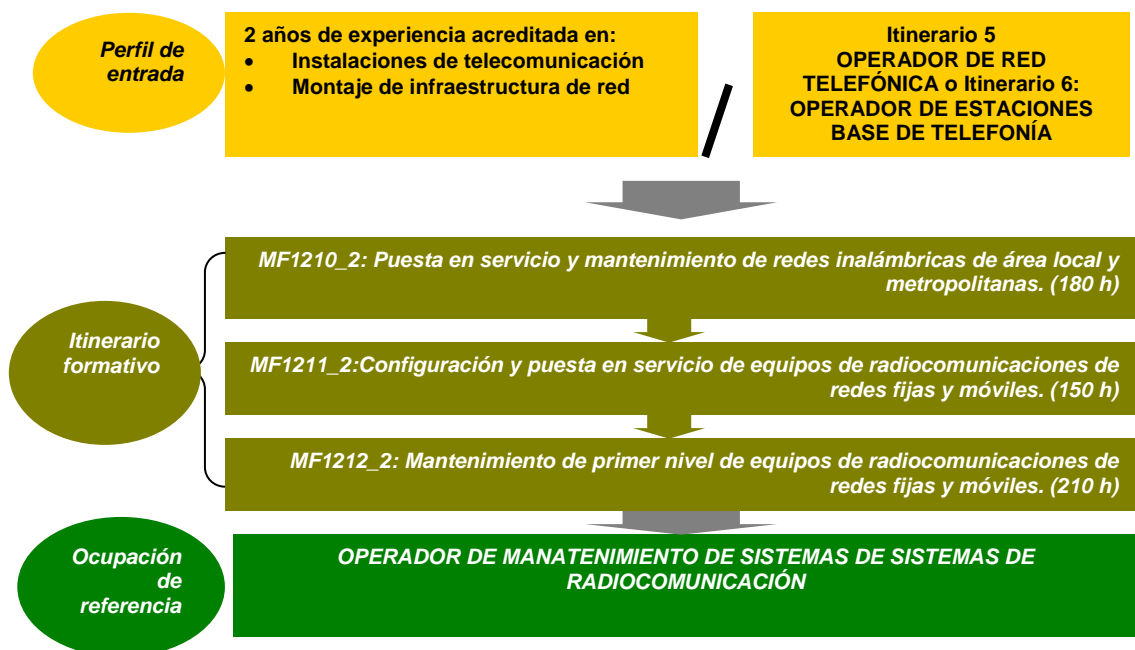 Perfil de
entrada
2 años de experiencia acreditada en:
• Instalaciones de telecomunicación
• Montaje de infraestructura de red
/
Itinerario 5
OPERADOR DE RED
TELEFÓNICA o Itinerario 6:
OPERADOR DE ESTACIONES
BASE DE TELEFONÍA
Itinerario
formativo
MF1210_2: Puesta en servicio y mantenimiento de redes inalámbricas de área local y
metropolitanas. (180 h)
MF1211_2:Configuración y puesta en servicio de equipos de radiocomunicaciones de
redes fijas y móviles. (150 h)
MF1212_2: Mantenimiento de primer nivel de equipos de radiocomunicaciones de
redes fijas y móviles. (210 h)
Ocupación
de
referencia
OPERADOR DE MANATENIMIENTO DE SISTEMAS DE SISTEMAS DE
RADIOCOMUNICACIÓN